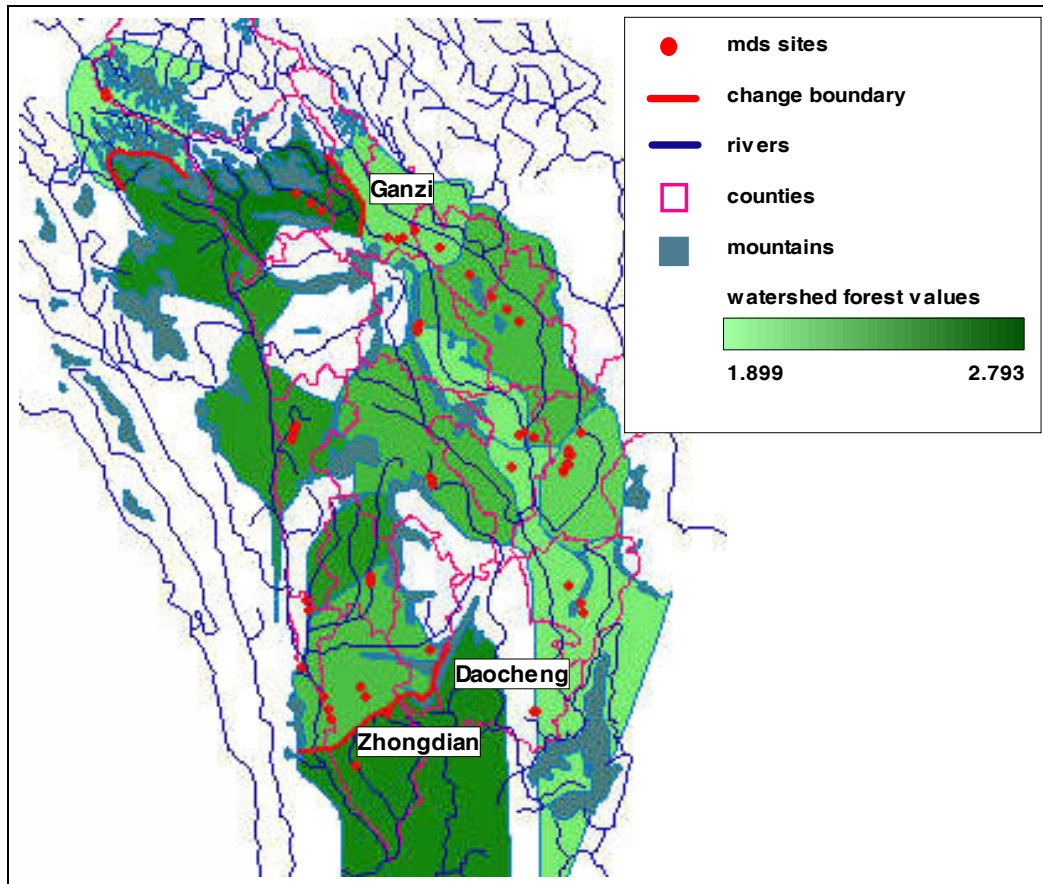 mds sites
change boundary
rivers
counties
mountains
watershed forest values
1.899 2.793
Ganzi
Daocheng
Zhongdian